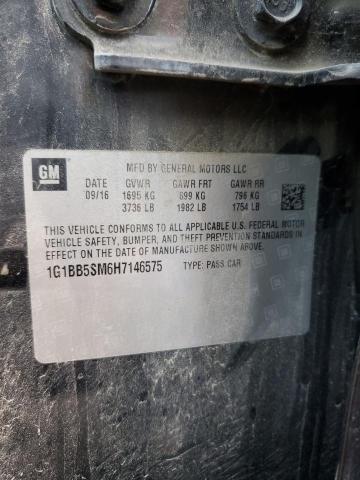 GM
MFD BY GENERAL MOTORS LLC
DATE GVWR GAWR FRT GAWR RR
09/16 1695 KG 899 KG 796 KG
3736 LB 1982 LB 1754 LB
THIS VEHICLE CONFORMS TO ALL APPLICABLE U.S. FEDERAL MOTOR
VEHICLE SAFETY, BUMPER, AND THEFT PREVENTION STANDARDS IN
EFFECT ON THE DATE OF MANUFACTURE SHOWN ABOVE.
1G1BB5SM6H7146575 TYPE: PASS CAR